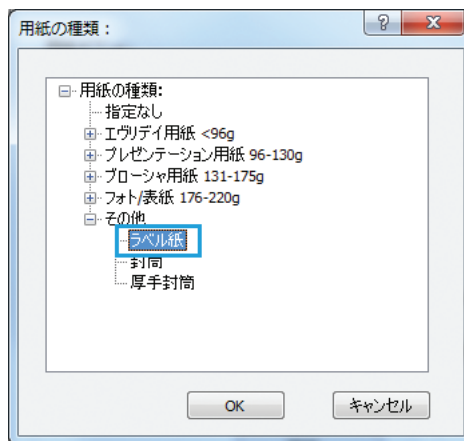 用紙の種類：
用紙の種類:
指定なし
エヴリデイ用紙 <96g
プレゼンテーション用紙 96-130g
ブローシャ用紙 131-175g
フォト/表紙 176-220g
その他
ラベル紙
封筒
厚手封筒
OK
キャンセル